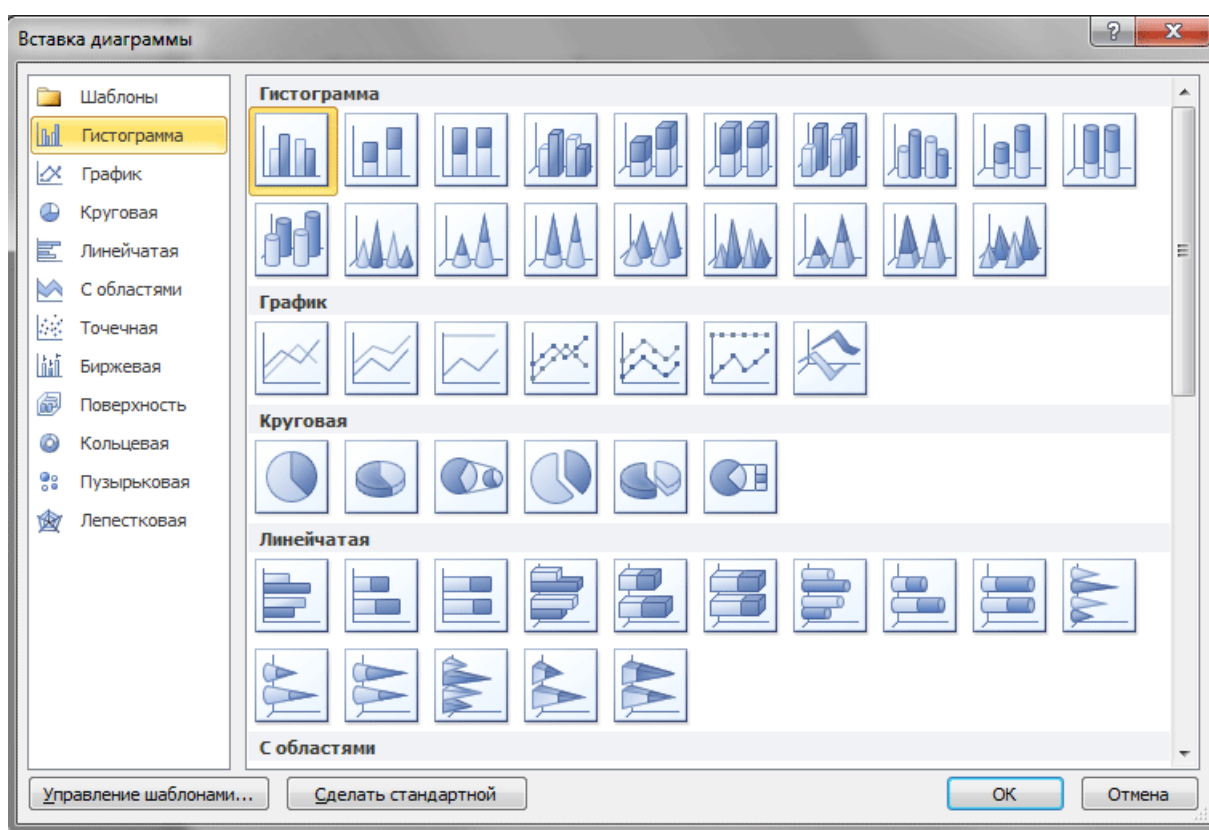 Вставка диаграммы
Шаблоны
Гистограмма
График
Круговая
Линейчатая
С областями
Точечная
Биржевая
Поверхность
Кольцевая
Пузырьковая
Лепестковая
Гистограмма
График
Круговая
Линейчатая
С областями
Управление шаблонами...
Сделать стандартной
ОК
Отмена